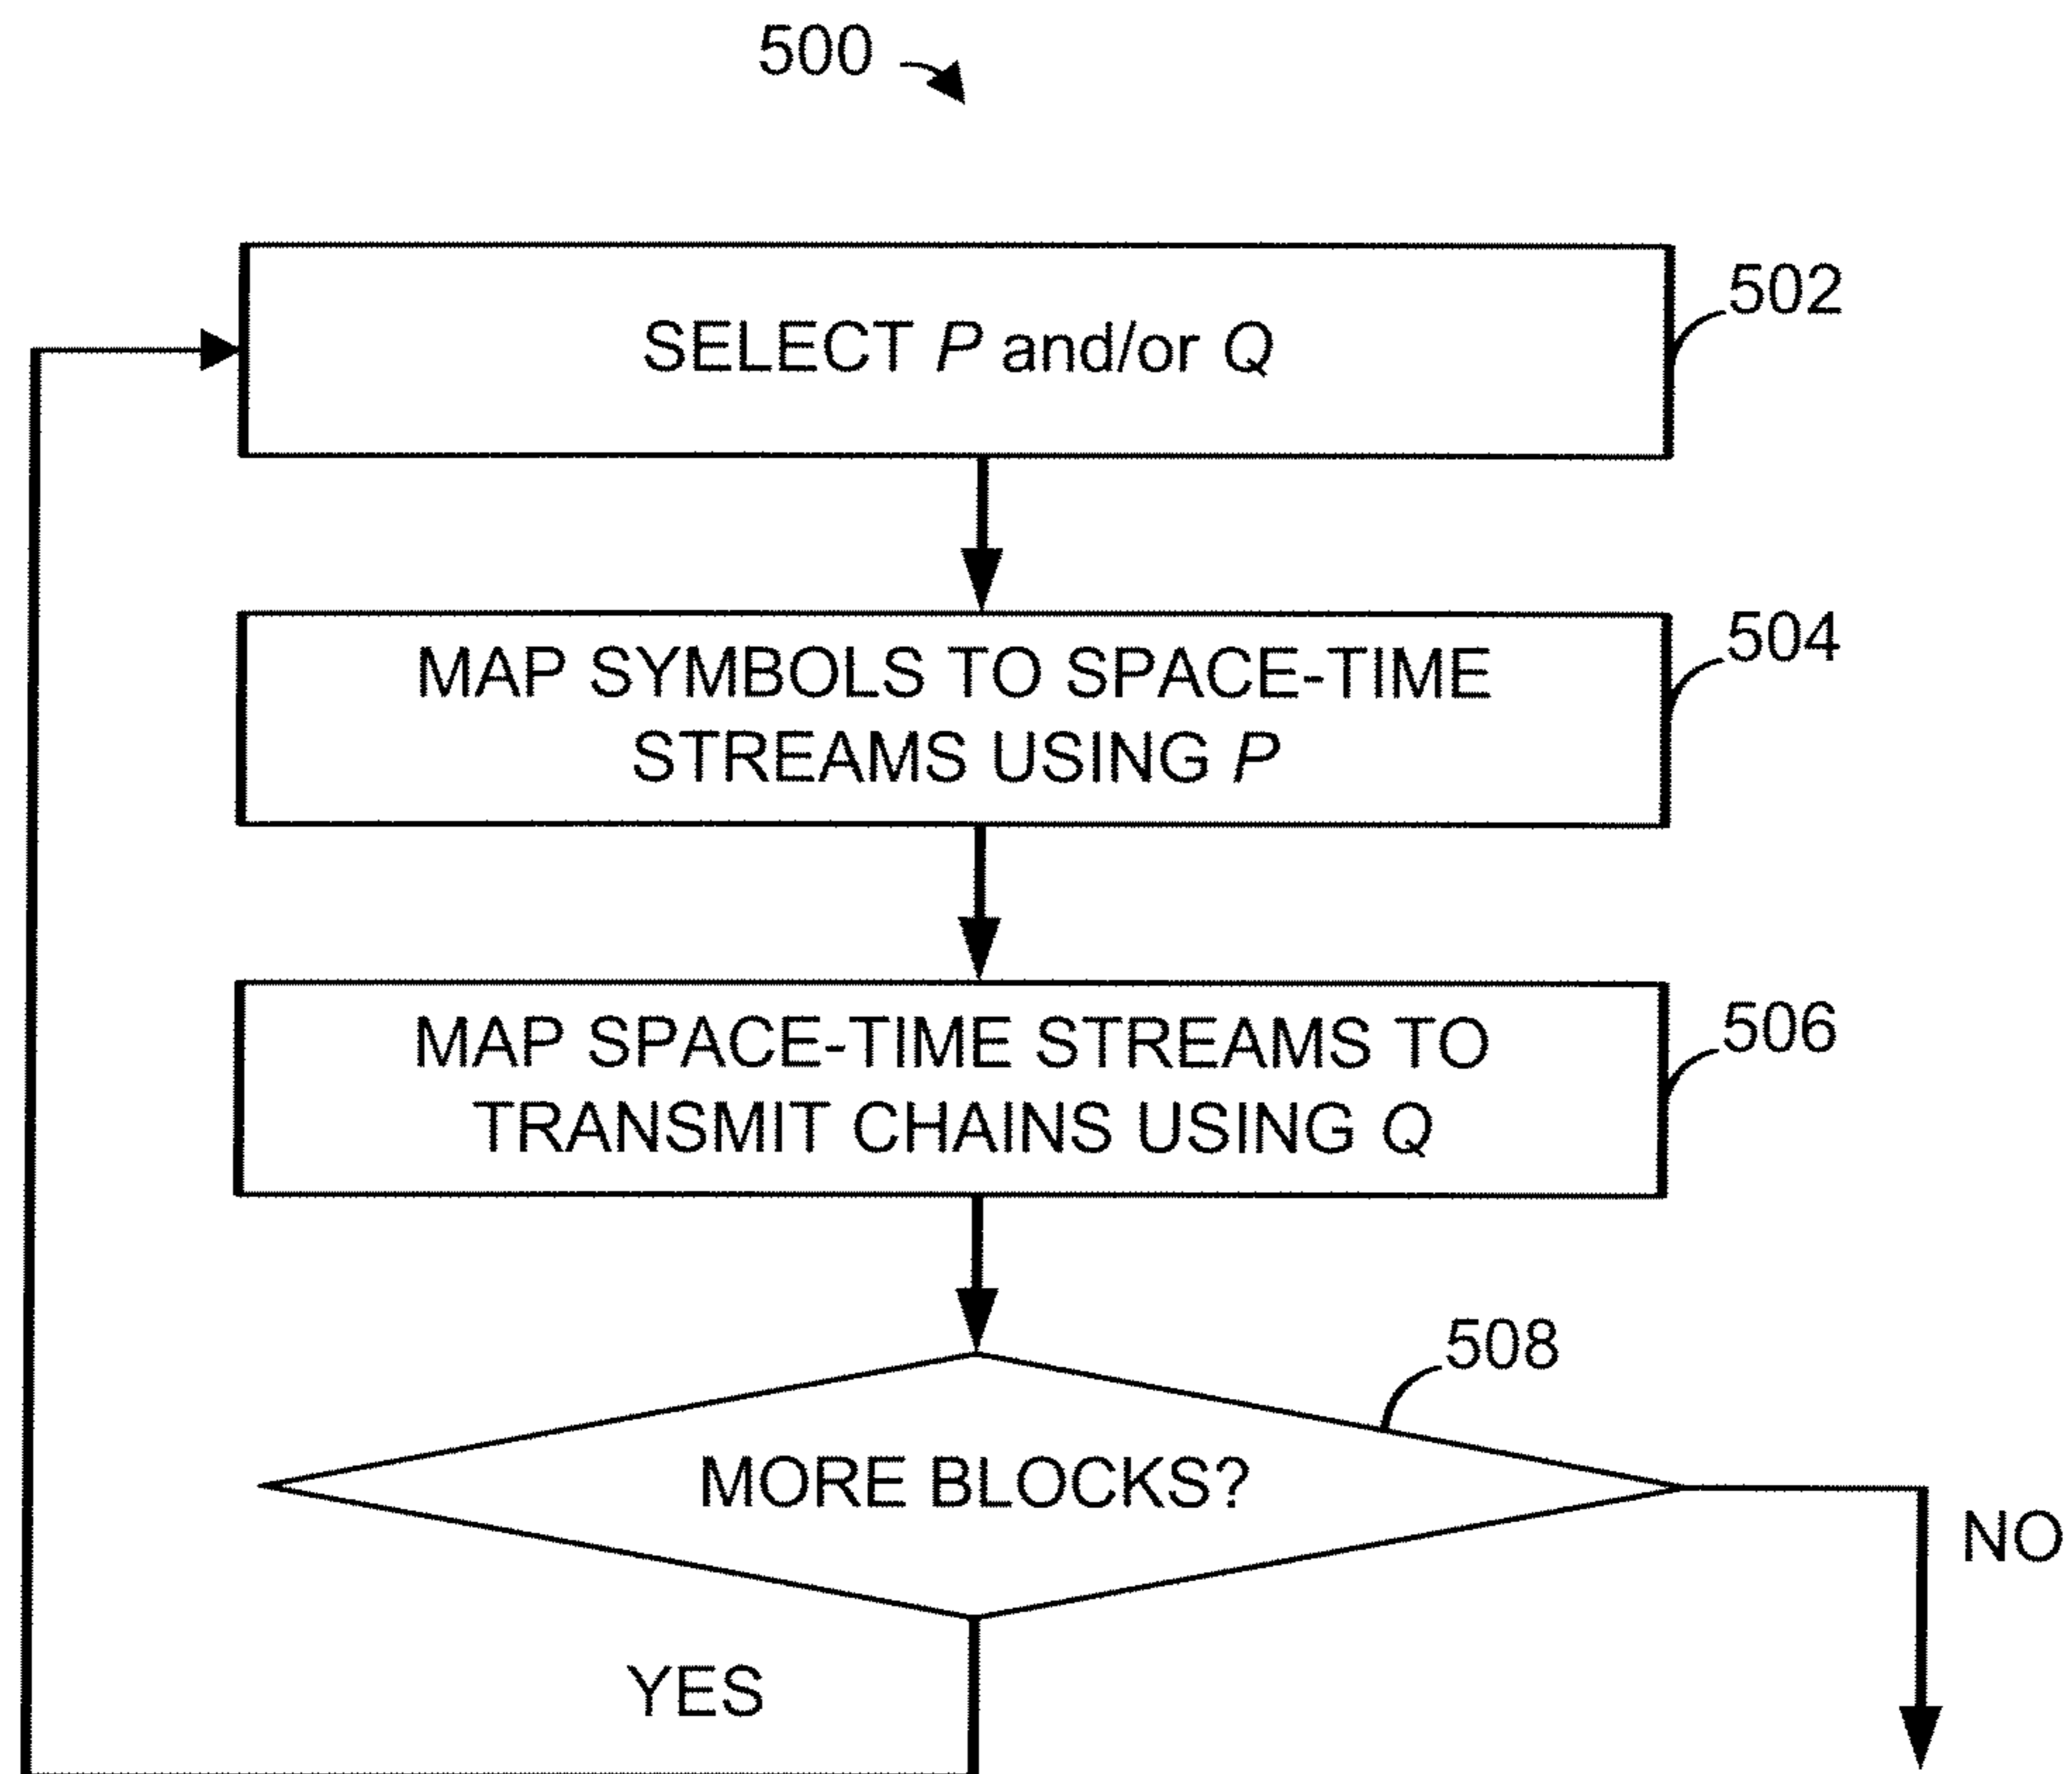 500
SELECT P and/or Q
502
MAP SYMBOLS TO SPACE-TIME
STREAMS USING P
504
MAP SPACE-TIME STREAMS TO
TRANSMIT CHAINS USING Q
506
508
MORE BLOCKS?
NO
YES